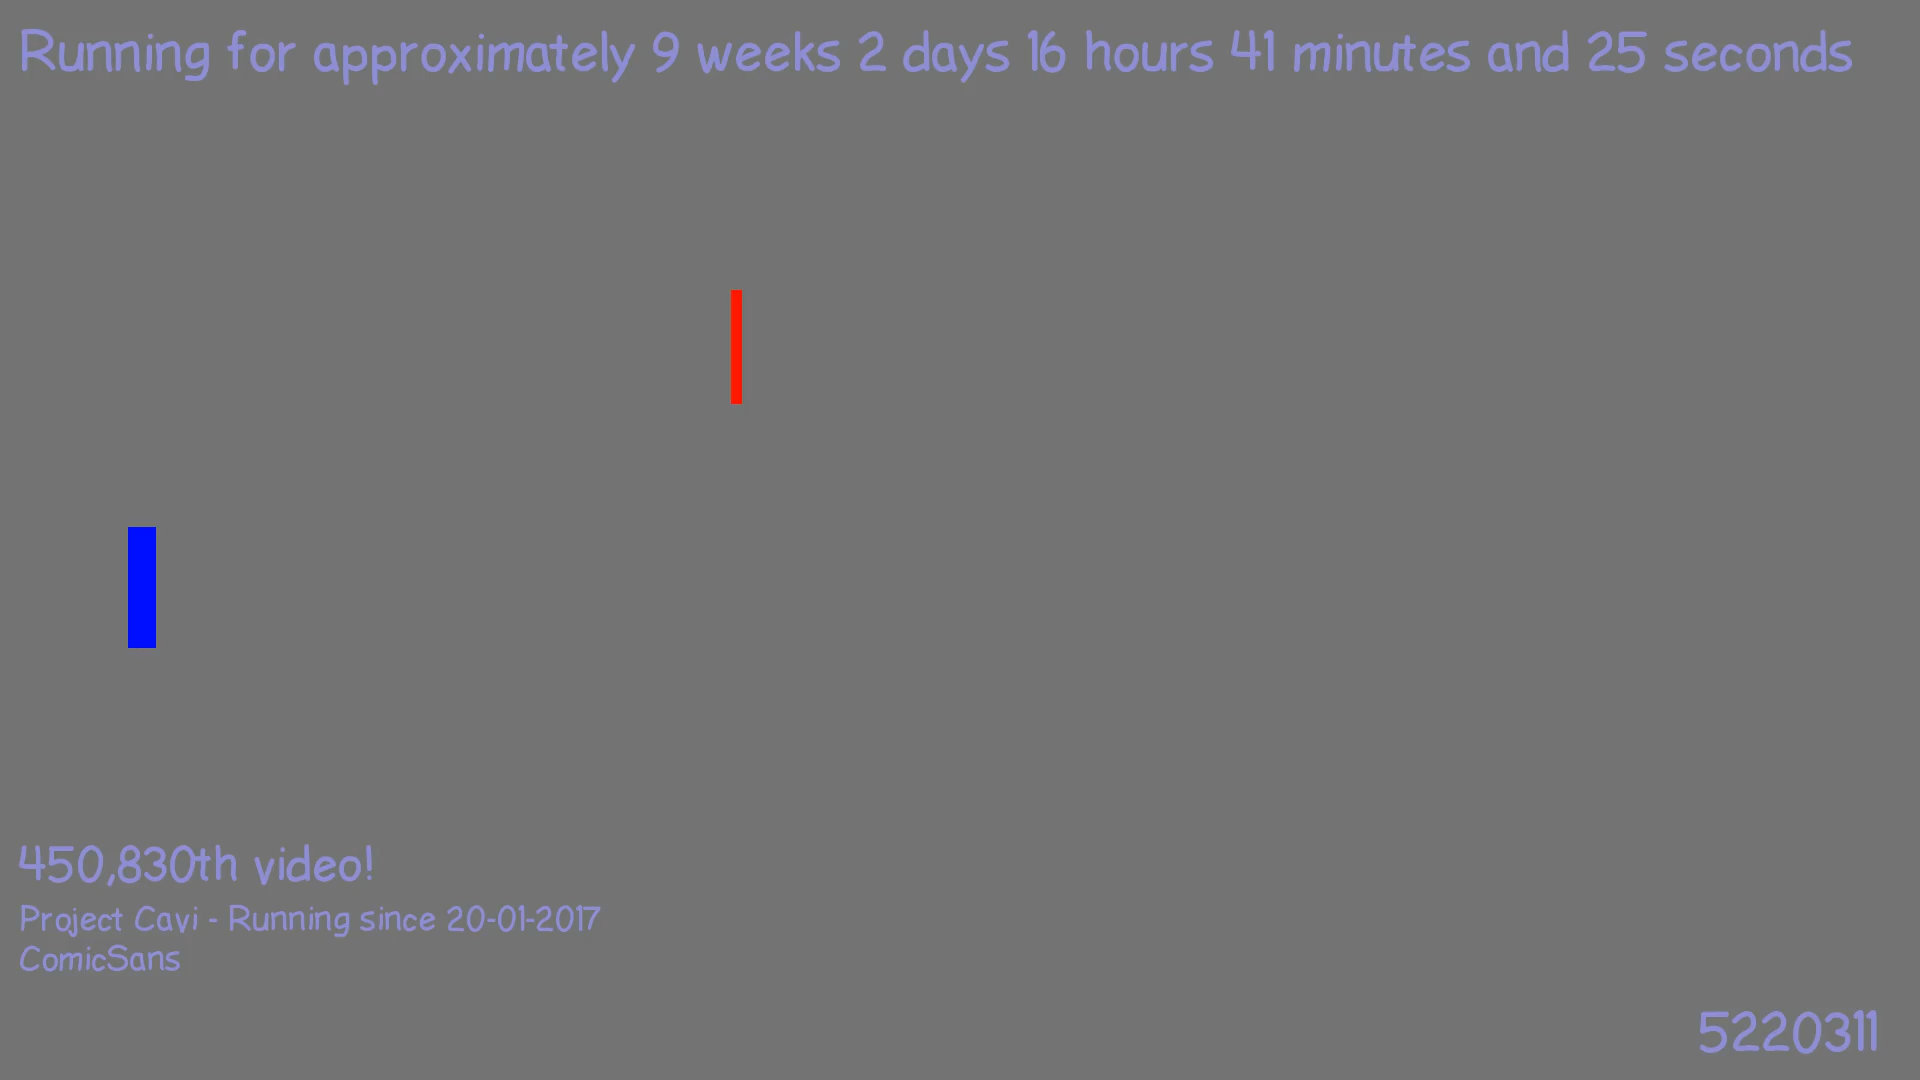 Running for approximately 9 weeks 2 days 16 hours 41 minutes and 25 seconds
450,830th video!
Project Cavi - Running since 20-01-2017
ComicSans
5220311